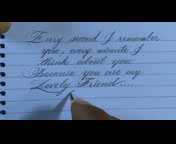 Every second I remember
you, every minute I
think about you
Because you are my
Lovely Friend....